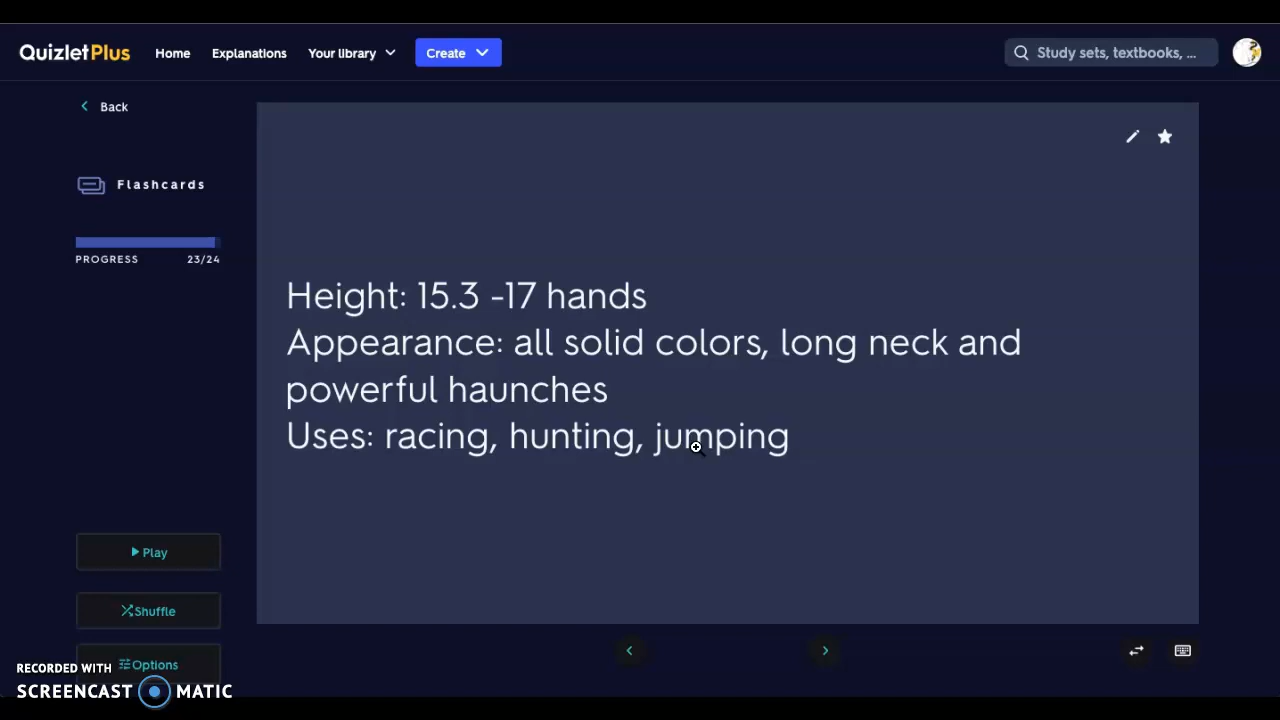 QuizletPlus Home Explanations Your library Create Study sets, textbooks, ...
Back
Flashcards
PROGRESS 23/24
Height: 15.3 -17 hands
Appearance: all solid colors, long neck and
powerful haunches
Uses: racing, hunting, jumping
Play
Shuffle
Options
RECORDED WITH
SCREENCAST MATIC